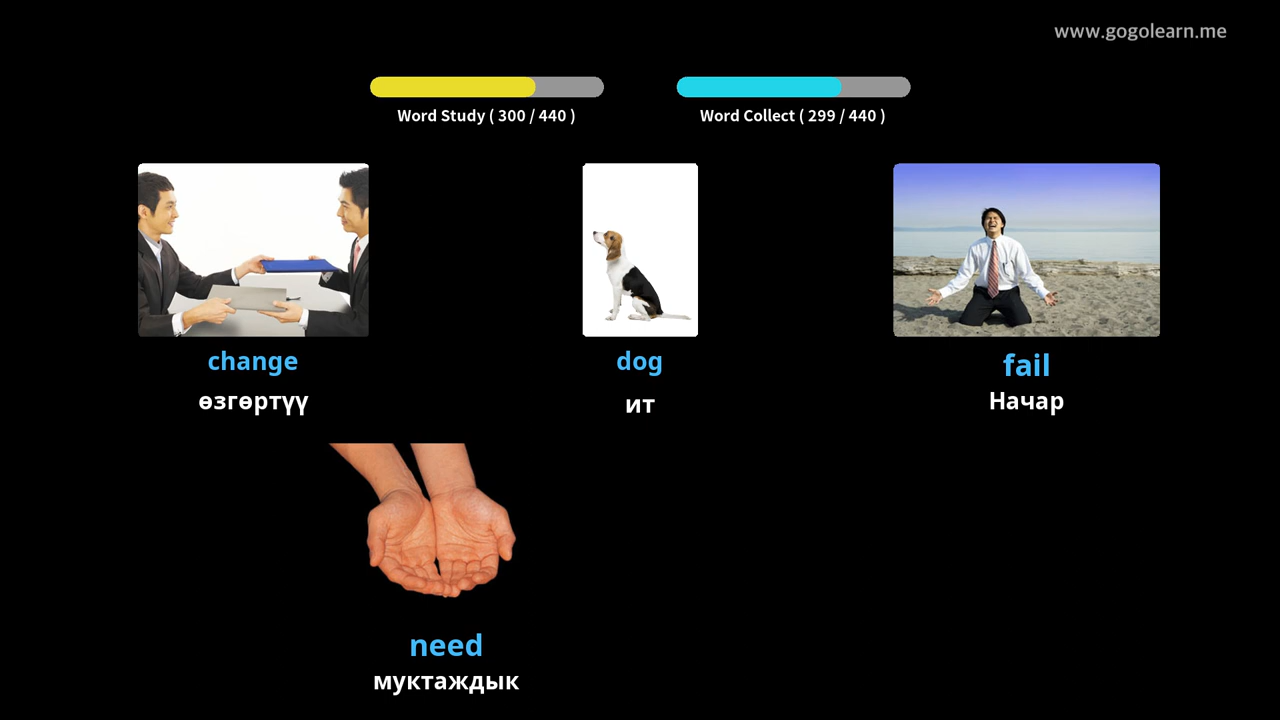 www.gogolearn.me
Word Study ( 300 / 440 )
Word Collect ( 299 / 440 )
change
өзгөртүү
dog
ит
fail
Начар
need
муктаждык